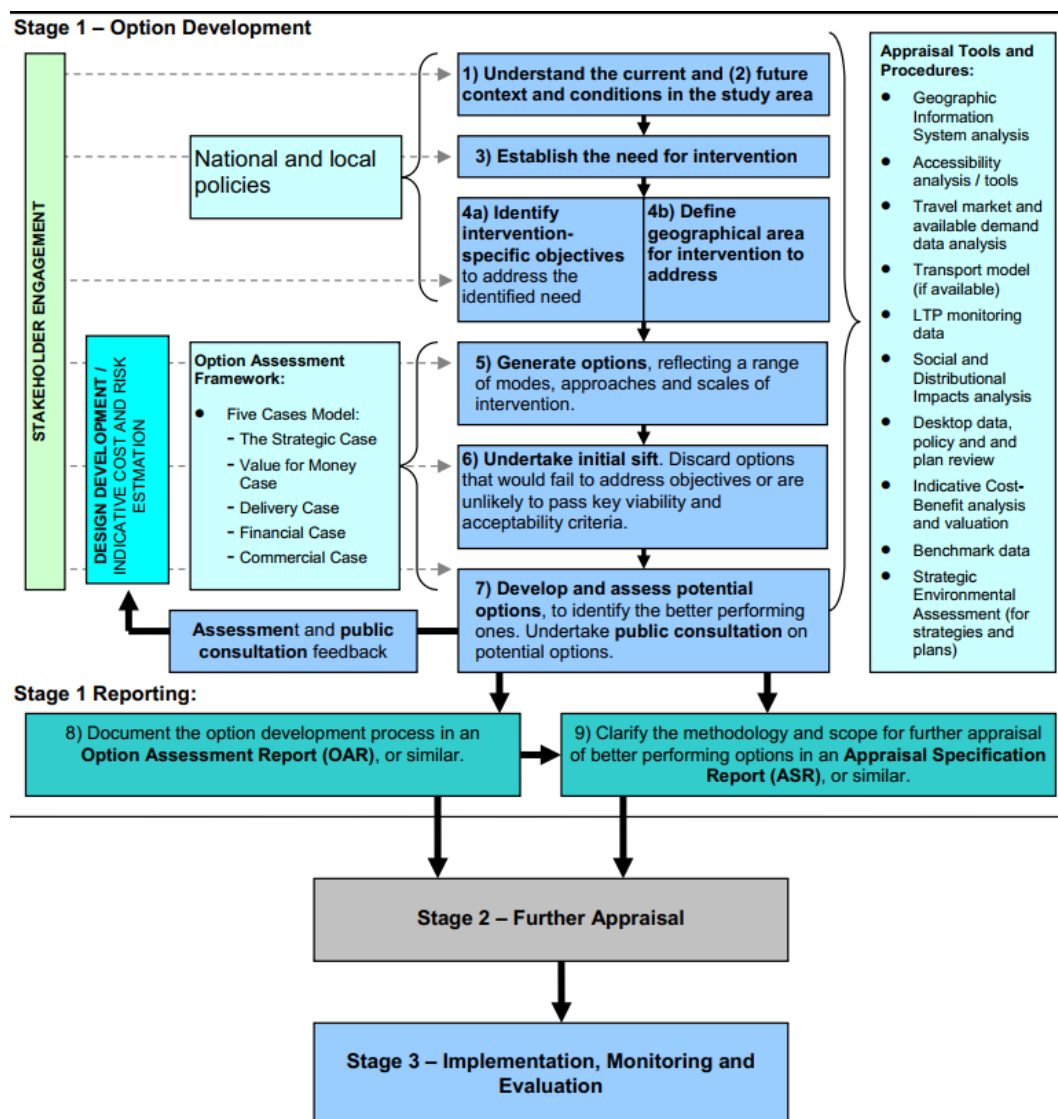 Stage 1 – Option Development
STAKEHOLDER ENGAGEMENT
National and local
policies
1) Understand the current and (2) future
context and conditions in the study area
3) Establish the need for intervention
4a) Identify
intervention-
specific objectives
to address the
identified need
4b) Define
geographical area
for intervention to
address
DESIGN DEVELOPMENT /
INDICATIVE COST AND RISK
ESTMATION
Option Assessment
Framework:
● Five Cases Model:
- The Strategic Case
- Value for Money
Case
- Delivery Case
- Financial Case
- Commercial Case
5) Generate options, reflecting a range
of modes, approaches and scales of
intervention.
6) Undertake initial sift. Discard options
that would fail to address objectives or are
unlikely to pass key viability and
acceptability criteria.
7) Develop and assess potential
options, to identify the better performing
ones. Undertake public consultation on
potential options.
Assessment and public
consultation feedback
Appraisal Tools and
Procedures:
● Geographic
Information
System analysis
● Accessibility
analysis / tools
● Travel market and
available demand
data analysis
● Transport model
(if available)
● LTP monitoring
data
● Social and
Distributional
Impacts analysis
● Desktop data,
policy and and
plan review
● Indicative Cost-
Benefit analysis
and valuation
● Benchmark data
● Strategic
Environmental
Assessment (for
strategies and
plans)
Stage 1 Reporting:
8) Document the option development process in an
Option Assessment Report (OAR), or similar.
9) Clarify the methodology and scope for further appraisal
of better performing options in an Appraisal Specification
Report (ASR), or similar.
Stage 2 – Further Appraisal
Stage 3 – Implementation, Monitoring and
Evaluation